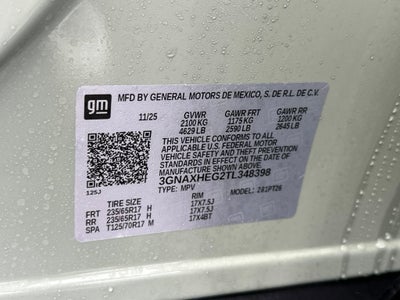 gm MFD BY GENERAL MOTORS DE MEXICO, S. DE R.L. DE C.V.
11/25 GVWR GAWR FRT GAWR RR
2100 KG 1175 KG 1200 KG
4629 LB 2590 LB 2645 LB
THIS VEHICLE CONFORMS TO ALL
APPLICABLE U.S. FEDERAL MOTOR
VEHICLE SAFETY AND THEFT PREVENTION
STANDARDS IN EFFECT ON THE DATE OF
MANUFACTURE SHOWN ABOVE.
3GNAXHEG2TL348398
125J TYPE: MPV MODEL: 281PT26
TIRE SIZE RIM
FRT 235/65R17 H 17X7.5J
RR 235/65R17 H 17X7.5J
SPA T125/70R17 M 17X4BT